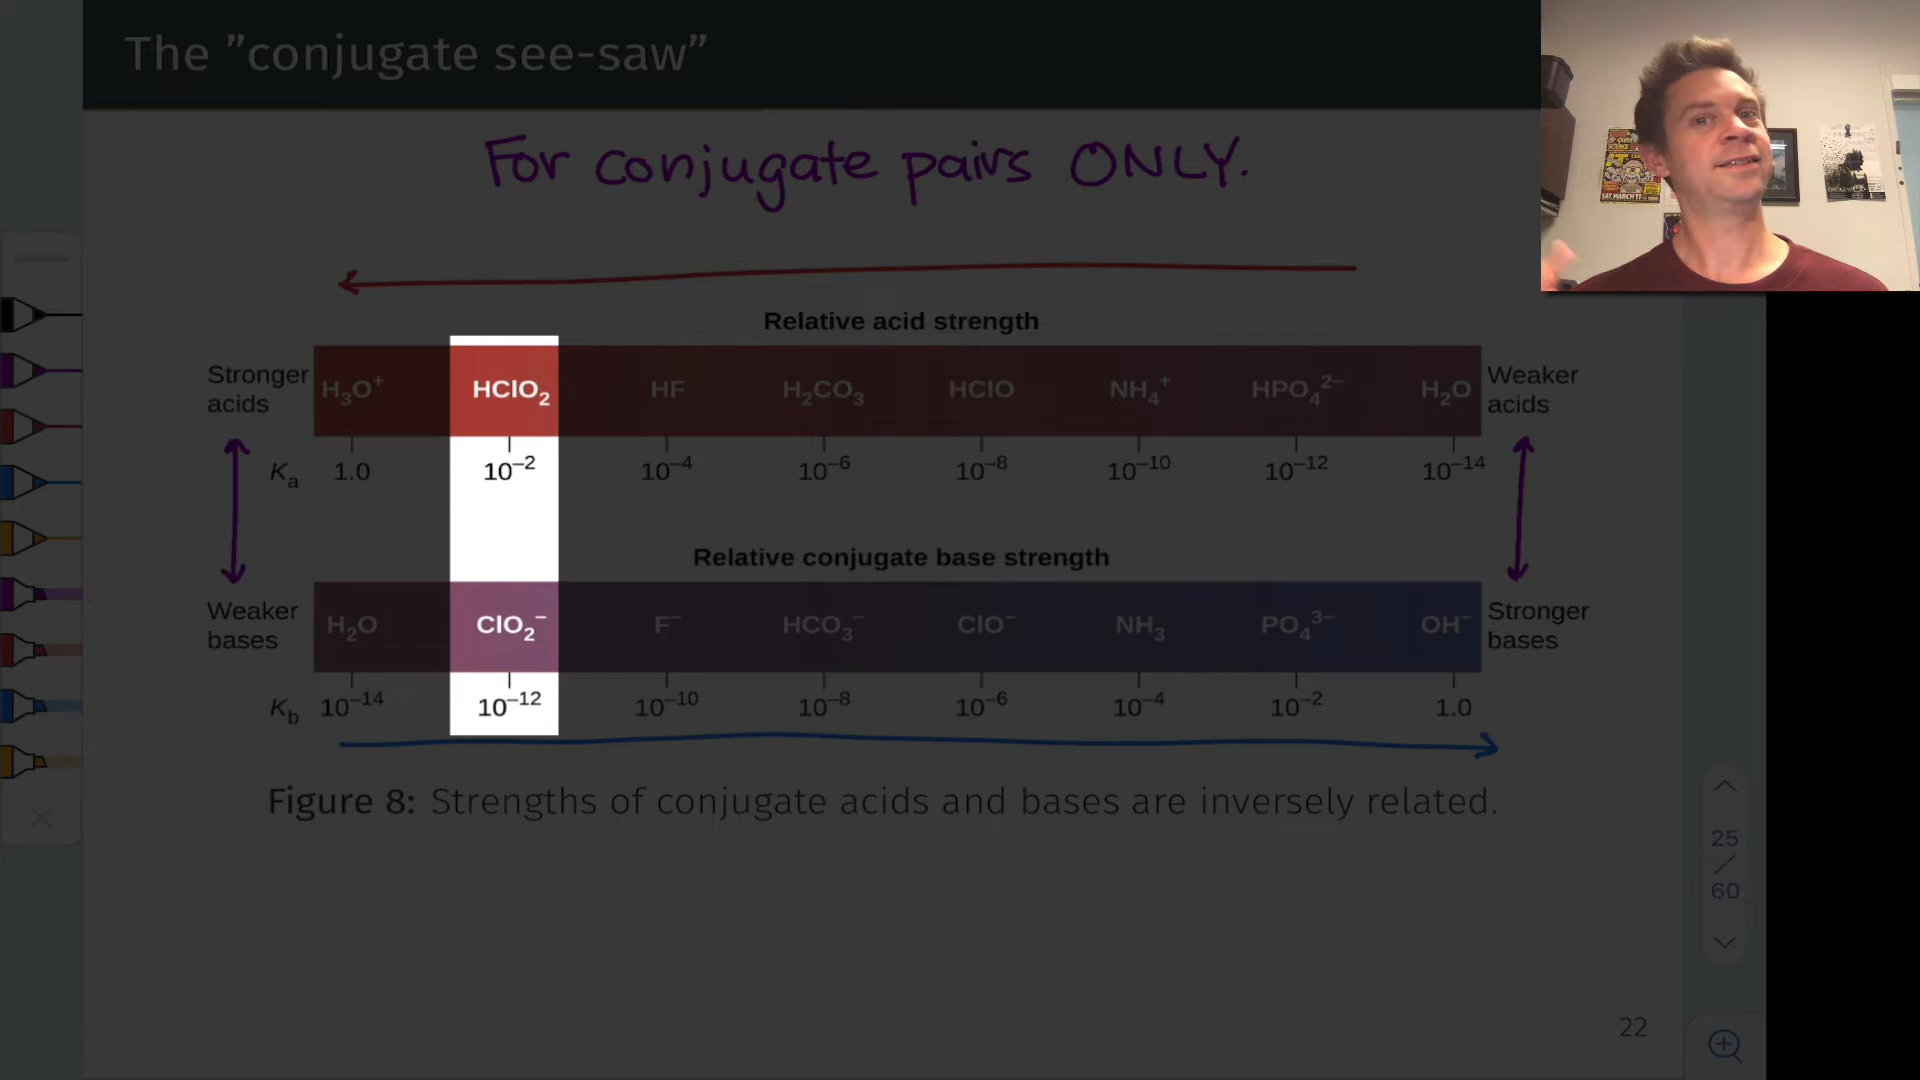 The ”conjugate see-saw”
For conjugate pairs ONLY.
Relative acid strength
Stronger acids
H₃O⁺ HClO₂ HF H₂CO₃ HClO NH₄⁺ HPO₄²⁻ H₂O
Weaker acids
Kₐ 1.0 10⁻² 10⁻⁴ 10⁻⁶ 10⁻⁸ 10⁻¹⁰ 10⁻¹² 10⁻¹⁴
Relative conjugate base strength
Weaker bases
H₂O ClO₂⁻ F⁻ HCO₃⁻ ClO⁻ NH₃ PO₄³⁻ OH⁻
Stronger bases
K_b 10⁻¹⁴ 10⁻¹² 10⁻¹⁰ 10⁻⁸ 10⁻⁶ 10⁻⁴ 10⁻² 1.0
Figure 8: Strengths of conjugate acids and bases are inversely related.
25
/
60
22